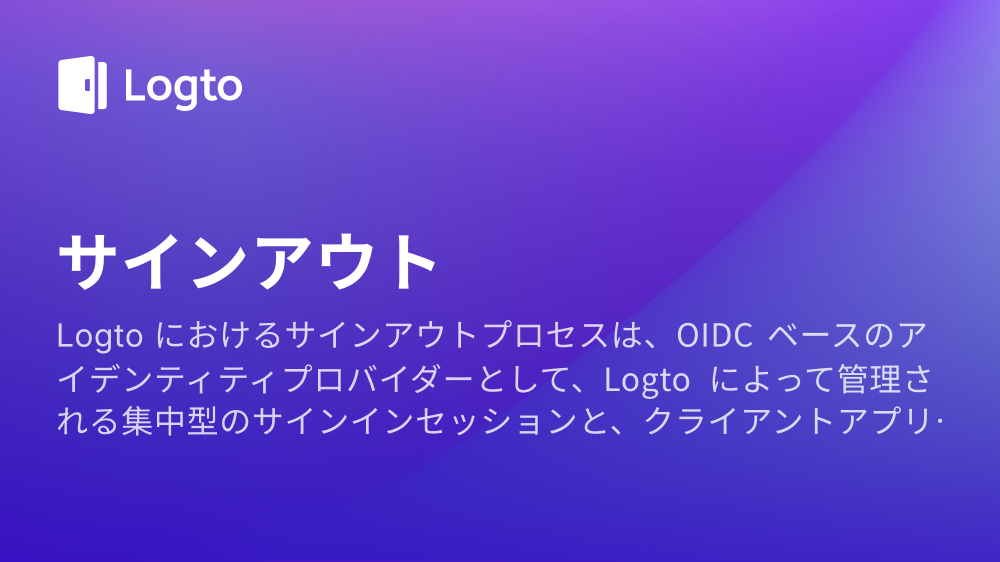 Logto
サインアウト
Logto におけるサインアウトプロセスは、OIDC ベースのア
イデンティティプロバイダーとして、Logto によって管理さ
れる集中型のサインインセッションと、クライアントアプリ·